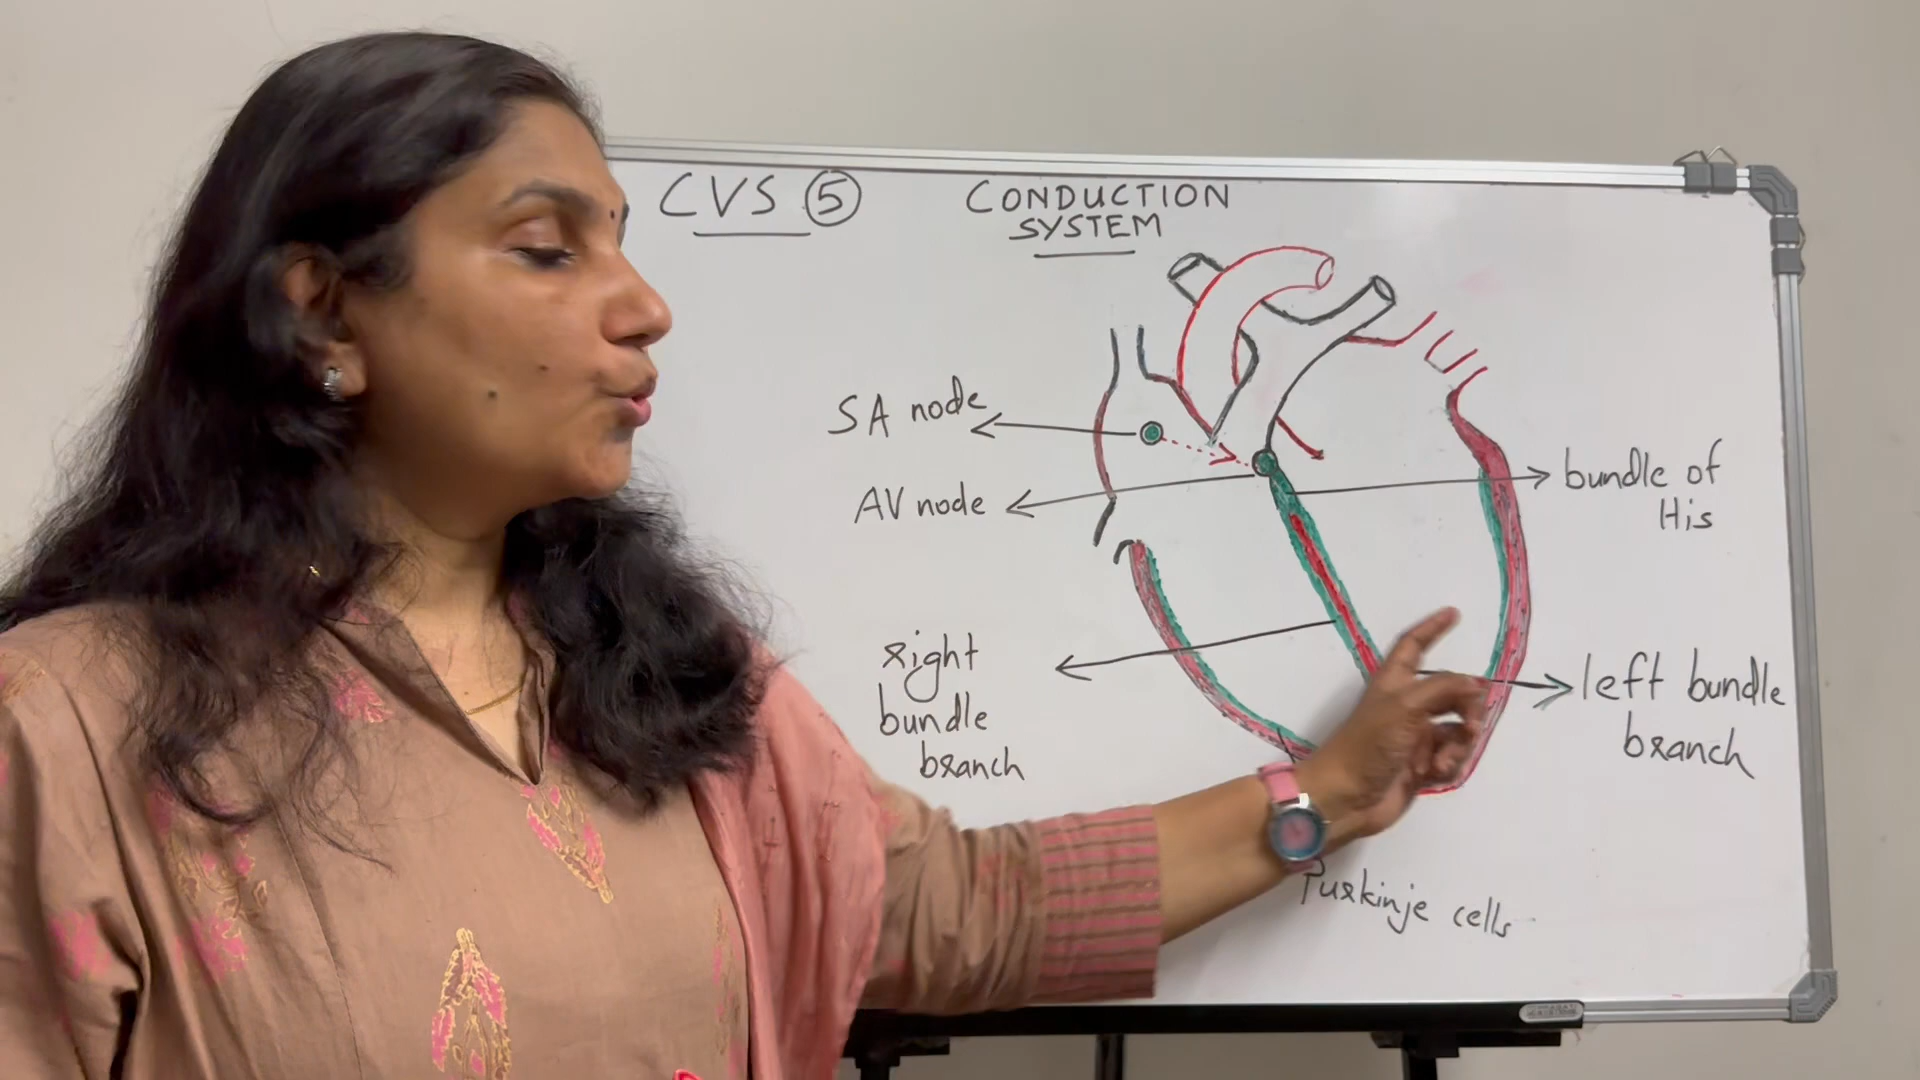 CVS ⑤
CONDUCTION
SYSTEM
SA node
AV node
bundle of
His
right
bundle
branch
left bundle
branch
Purkinje cells